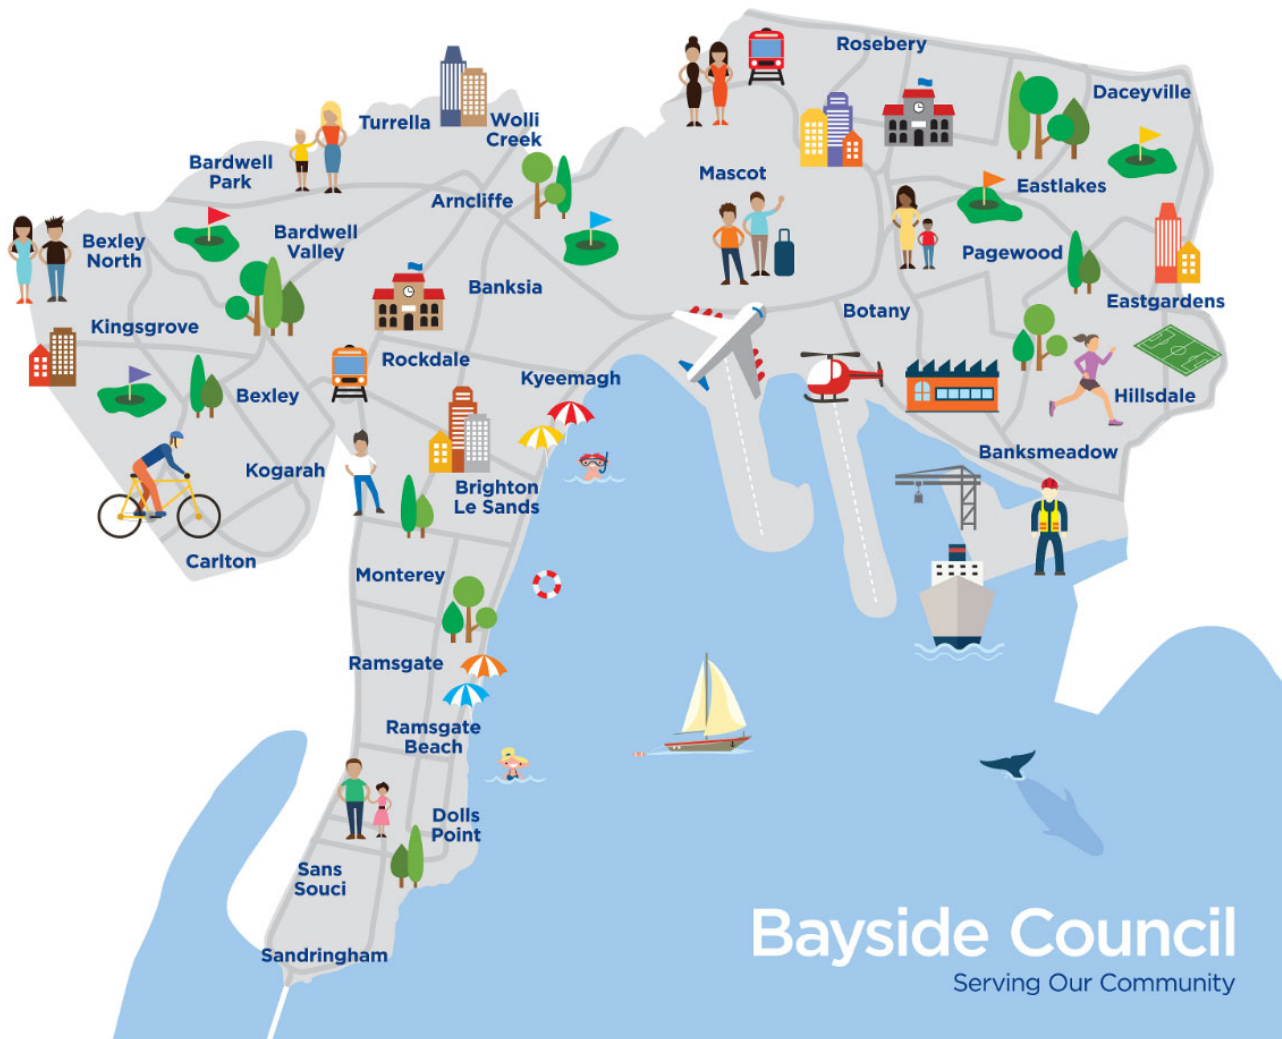 Rosebery
Daceyville
Turrella
Wolli
Creek
Bardwell
Park
Mascot
Eastlakes
Arncliffe
Bexley
North
Bardwell
Valley
Pagewood
Banksia
Eastgardens
Botany
Kingsgrove
Rockdale
Kyeemagh
Bexley
Hillsdale
Banksmeadow
Kogarah
Brighton
Le Sands
Carlton
Monterey
Ramsgate
Ramsgate
Beach
Dolls
Point
Sans
Souci
Sandringham
Bayside Council
Serving Our Community